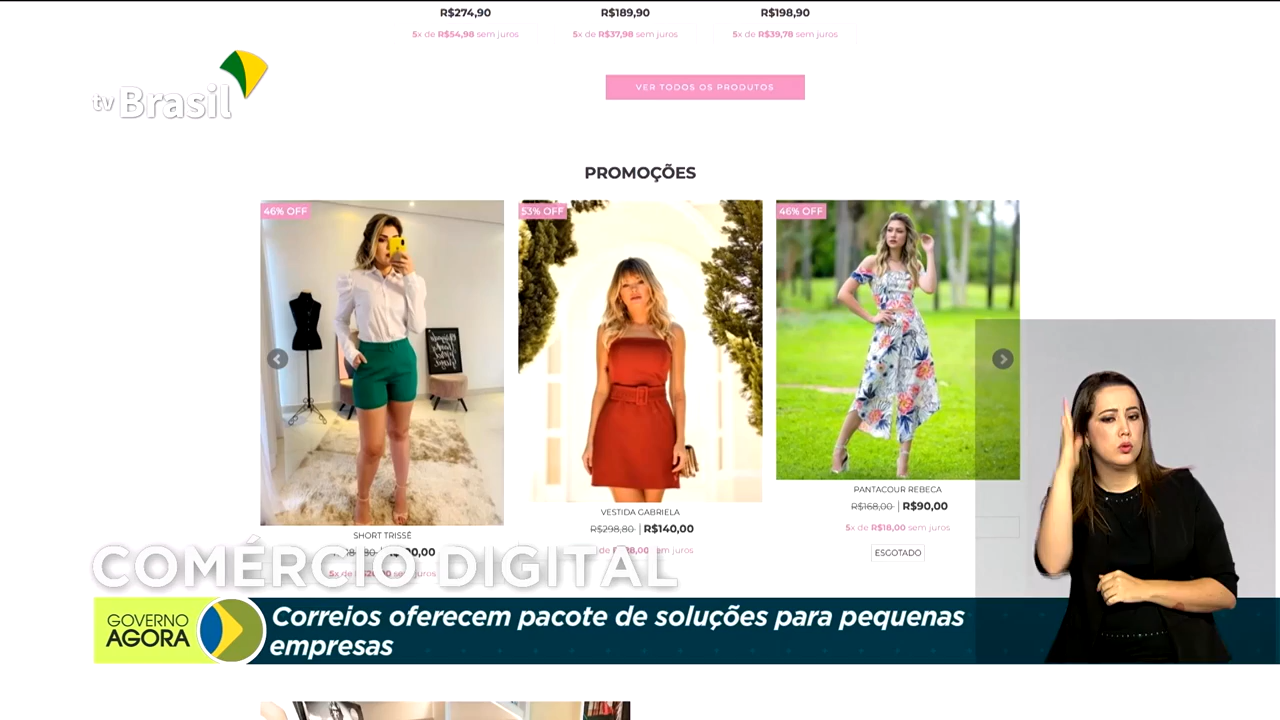 R$274,90
R$189,90
R$198,90
5x de R$54,98 sem juros
5x de R$37,98 sem juros
5x de R$39,78 sem juros
tv Brasil
VER TODOS OS PRODUTOS
PROMOÇÕES
46% OFF
53% OFF
46% OFF
PANTACOUR REBECA
R$168,00 R$90,00
5x de R$18,00 sem juros
ESGOTADO
VESTIDA GABRIELA
R$298,80 R$140,00
sem juros
SHORT TRISSÊ
COMÉRCIO DIGITAL
GOVERNO
AGORA
Correios oferecem pacote de soluções para pequenas
empresas